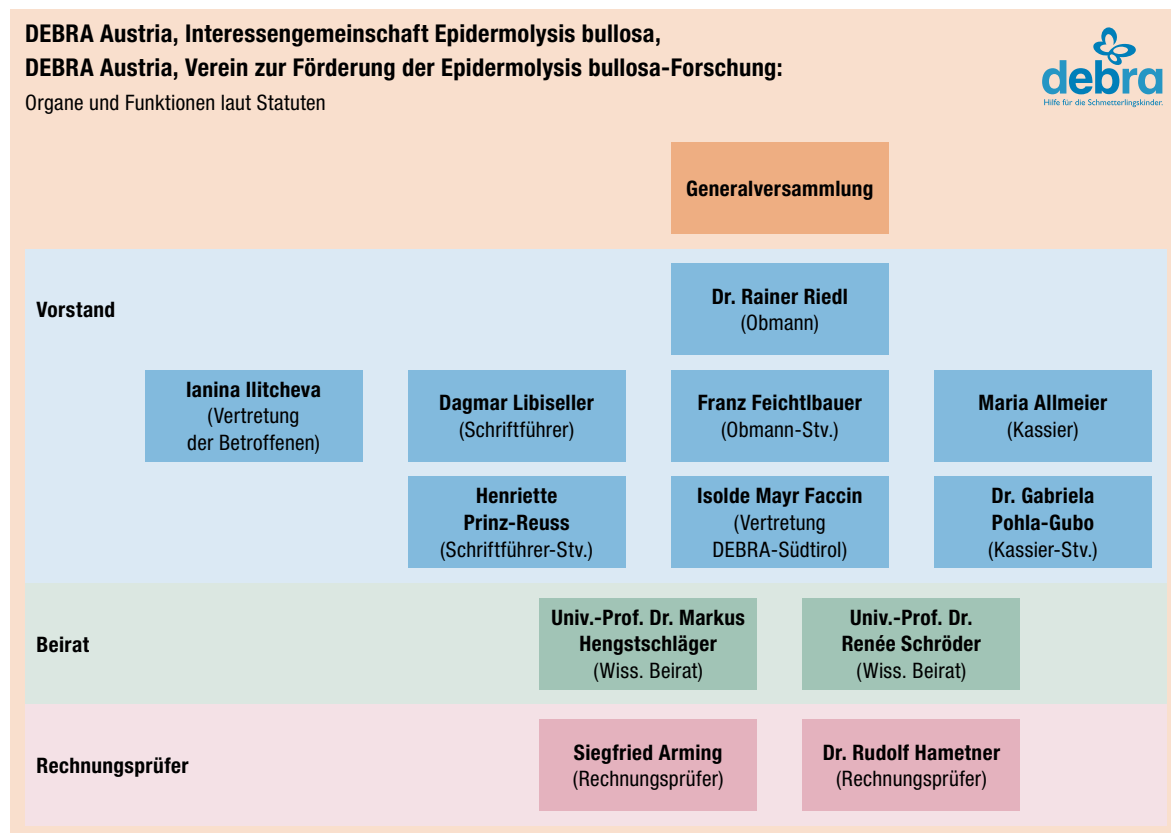 DEBRA Austria, Interessengemeinschaft Epidermolysis bullosa,
DEBRA Austria, Verein zur Förderung der Epidermolysis bullosa-Forschung:
Organe und Funktionen laut Statuten
debra
Hilfe für die Schmetterlingskinder.
Generalversammlung
Vorstand
Dr. Rainer Riedl
(Obmann)
Ianina Ilitcheva
(Vertretung
der Betroffenen)
Dagmar Libiseller
(Schriftführer)
Franz Feichtlbauer
(Obmann-Stv.)
Maria Allmeier
(Kassier)
Henriette
Prinz-Reuss
(Schriftführer-Stv.)
Isolde Mayr Faccin
(Vertretung
DEBRA-Südtirol)
Dr. Gabriela
Pohla-Gubo
(Kassier-Stv.)
Beirat
Univ.-Prof. Dr. Markus
Hengstschläger
(Wiss. Beirat)
Univ.-Prof. Dr.
Renée Schröder
(Wiss. Beirat)
Rechnungsprüfer
Siegfried Arming
(Rechnungsprüfer)
Dr. Rudolf Hametner
(Rechnungsprüfer)